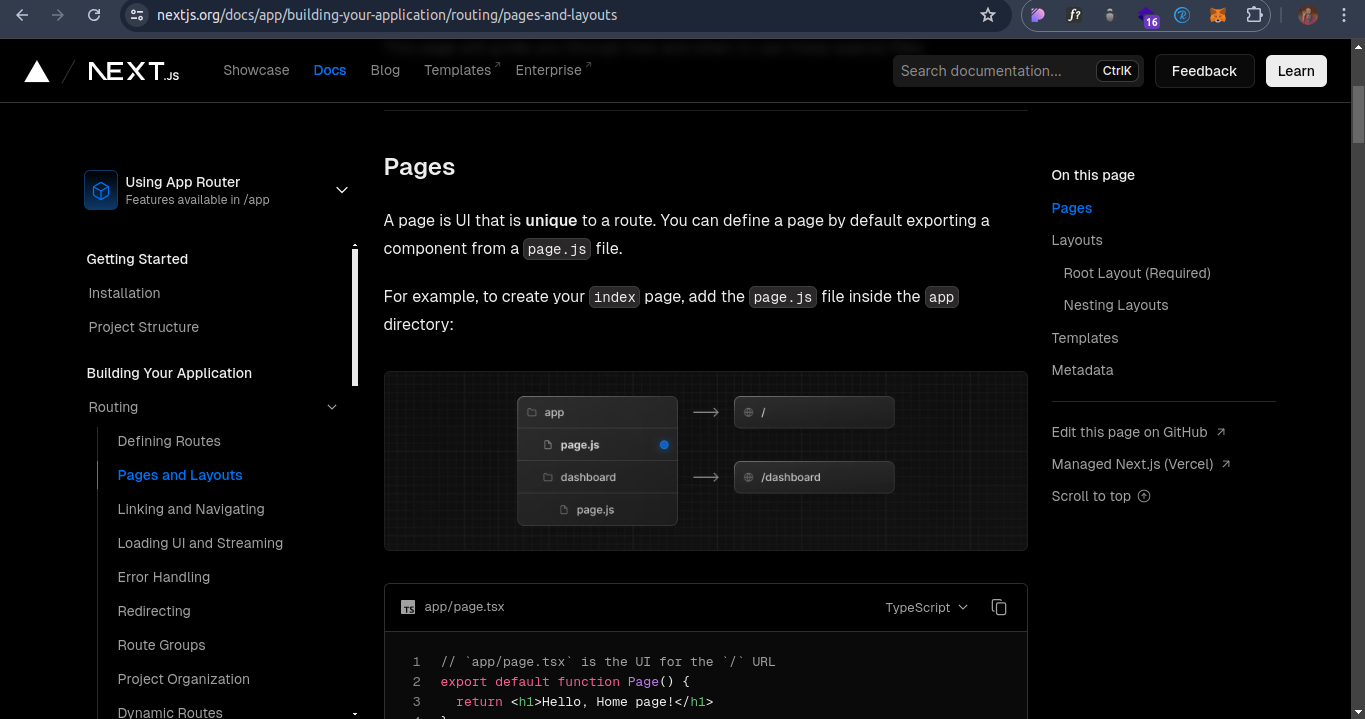 nextjs.org/docs/app/building-your-application/routing/pages-and-layouts
16
NEXT.JS
Showcase
Docs
Blog
Templates
Enterprise
Search documentation...
CtrlK
Feedback
Learn
Using App Router
Features available in /app
Getting Started
Installation
Project Structure
Building Your Application
Routing
Defining Routes
Pages and Layouts
Linking and Navigating
Loading UI and Streaming
Error Handling
Redirecting
Route Groups
Project Organization
Dynamic Routes
Pages
A page is UI that is unique to a route. You can define a page by default exporting a
component from a page.js file.
For example, to create your index page, add the page.js file inside the app
directory:
app
/
page.js
dashboard
/dashboard
page.js
TS
app/page.tsx
TypeScript
1 // `app/page.tsx` is the UI for the `/` URL
2 export default function Page() {
3 return <h1>Hello, Home page!</h1>
On this page
Pages
Layouts
Root Layout (Required)
Nesting Layouts
Templates
Metadata
Edit this page on GitHub
Managed Next.js (Vercel)
Scroll to top